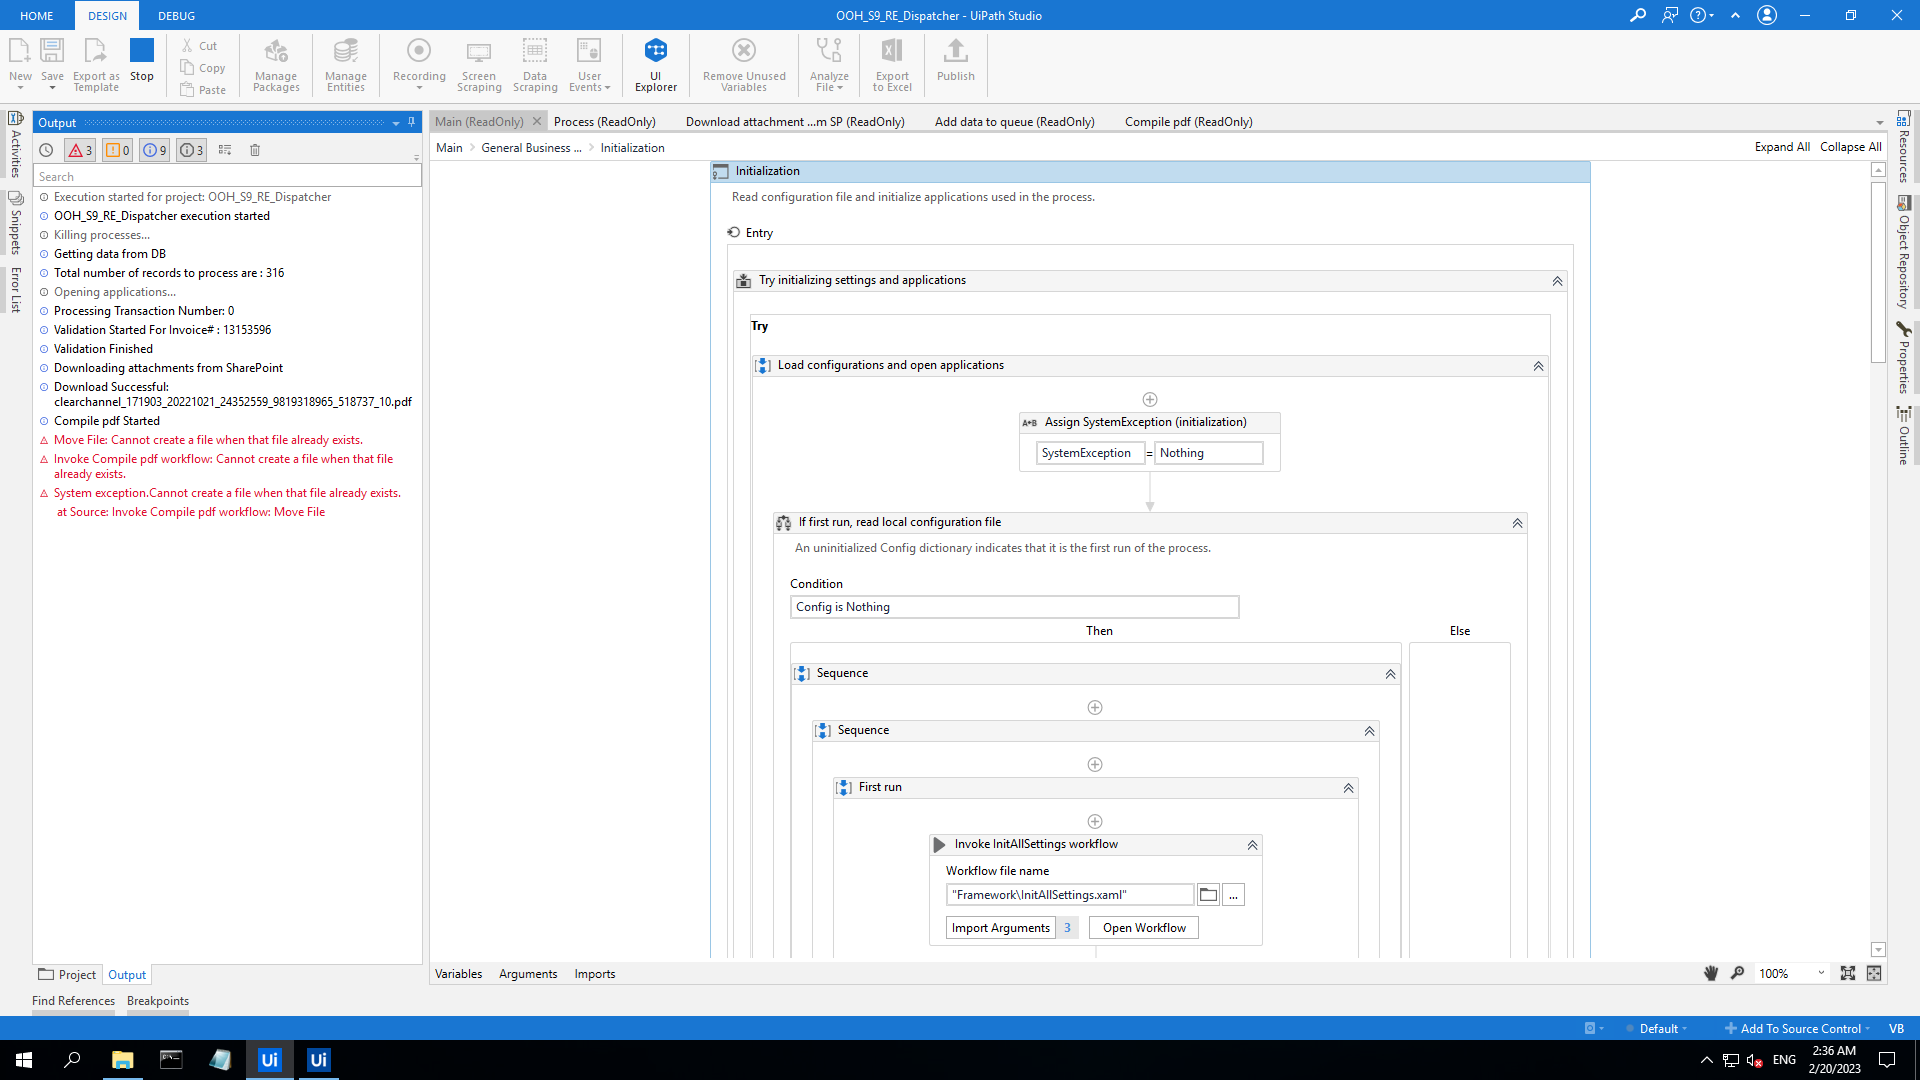 HOME
DESIGN
DEBUG
OOH_S9_RE_Dispatcher - UiPath Studio
New
Save
Export as
Template
Stop
Cut
Copy
Paste
Manage
Packages
Manage
Entities
Recording
Screen
Scraping
Data
Scraping
User
Events
UI
Explorer
Remove Unused
Variables
Analyze
File
Export
to Excel
Publish
Activities
Snippets
Error List
Output
3
0
9
3
Search
Execution started for project: OOH_S9_RE_Dispatcher
OOH_S9_RE_Dispatcher execution started
Killing processes...
Getting data from DB
Total number of records to process are : 316
Opening applications...
Processing Transaction Number: 0
Validation Started For Invoice# : 13153596
Validation Finished
Downloading attachments from SharePoint
Download Successful:
clearchannel_171903_20221021_24352559_9819318965_518737_10.pdf
Compile pdf Started
Move File: Cannot create a file when that file already exists.
Invoke Compile pdf workflow: Cannot create a file when that file
already exists.
System exception.Cannot create a file when that file already exists.
at Source: Invoke Compile pdf workflow: Move File
Project
Output
Find References
Breakpoints
Main (ReadOnly)
Process (ReadOnly)
Download attachment ...m SP (ReadOnly)
Add data to queue (ReadOnly)
Compile pdf (ReadOnly)
Main
General Business ...
Initialization
Expand All
Collapse All
Initialization
Read configuration file and initialize applications used in the process.
Entry
Try initializing settings and applications
Try
Load configurations and open applications
A*B
Assign SystemException (initialization)
SystemException
=
Nothing
If first run, read local configuration file
An uninitialized Config dictionary indicates that it is the first run of the process.
Condition
Config is Nothing
Then
Else
Sequence
Sequence
First run
Invoke InitAllSettings workflow
Workflow file name
"Framework\InitAllSettings.xaml"
...
Import Arguments
3
Open Workflow
Variables
Arguments
Imports
100%
Resources
Object Repository
Properties
Outline
Default
Add To Source Control
VB
Ui
Ui
ENG
2:36 AM
2/20/2023